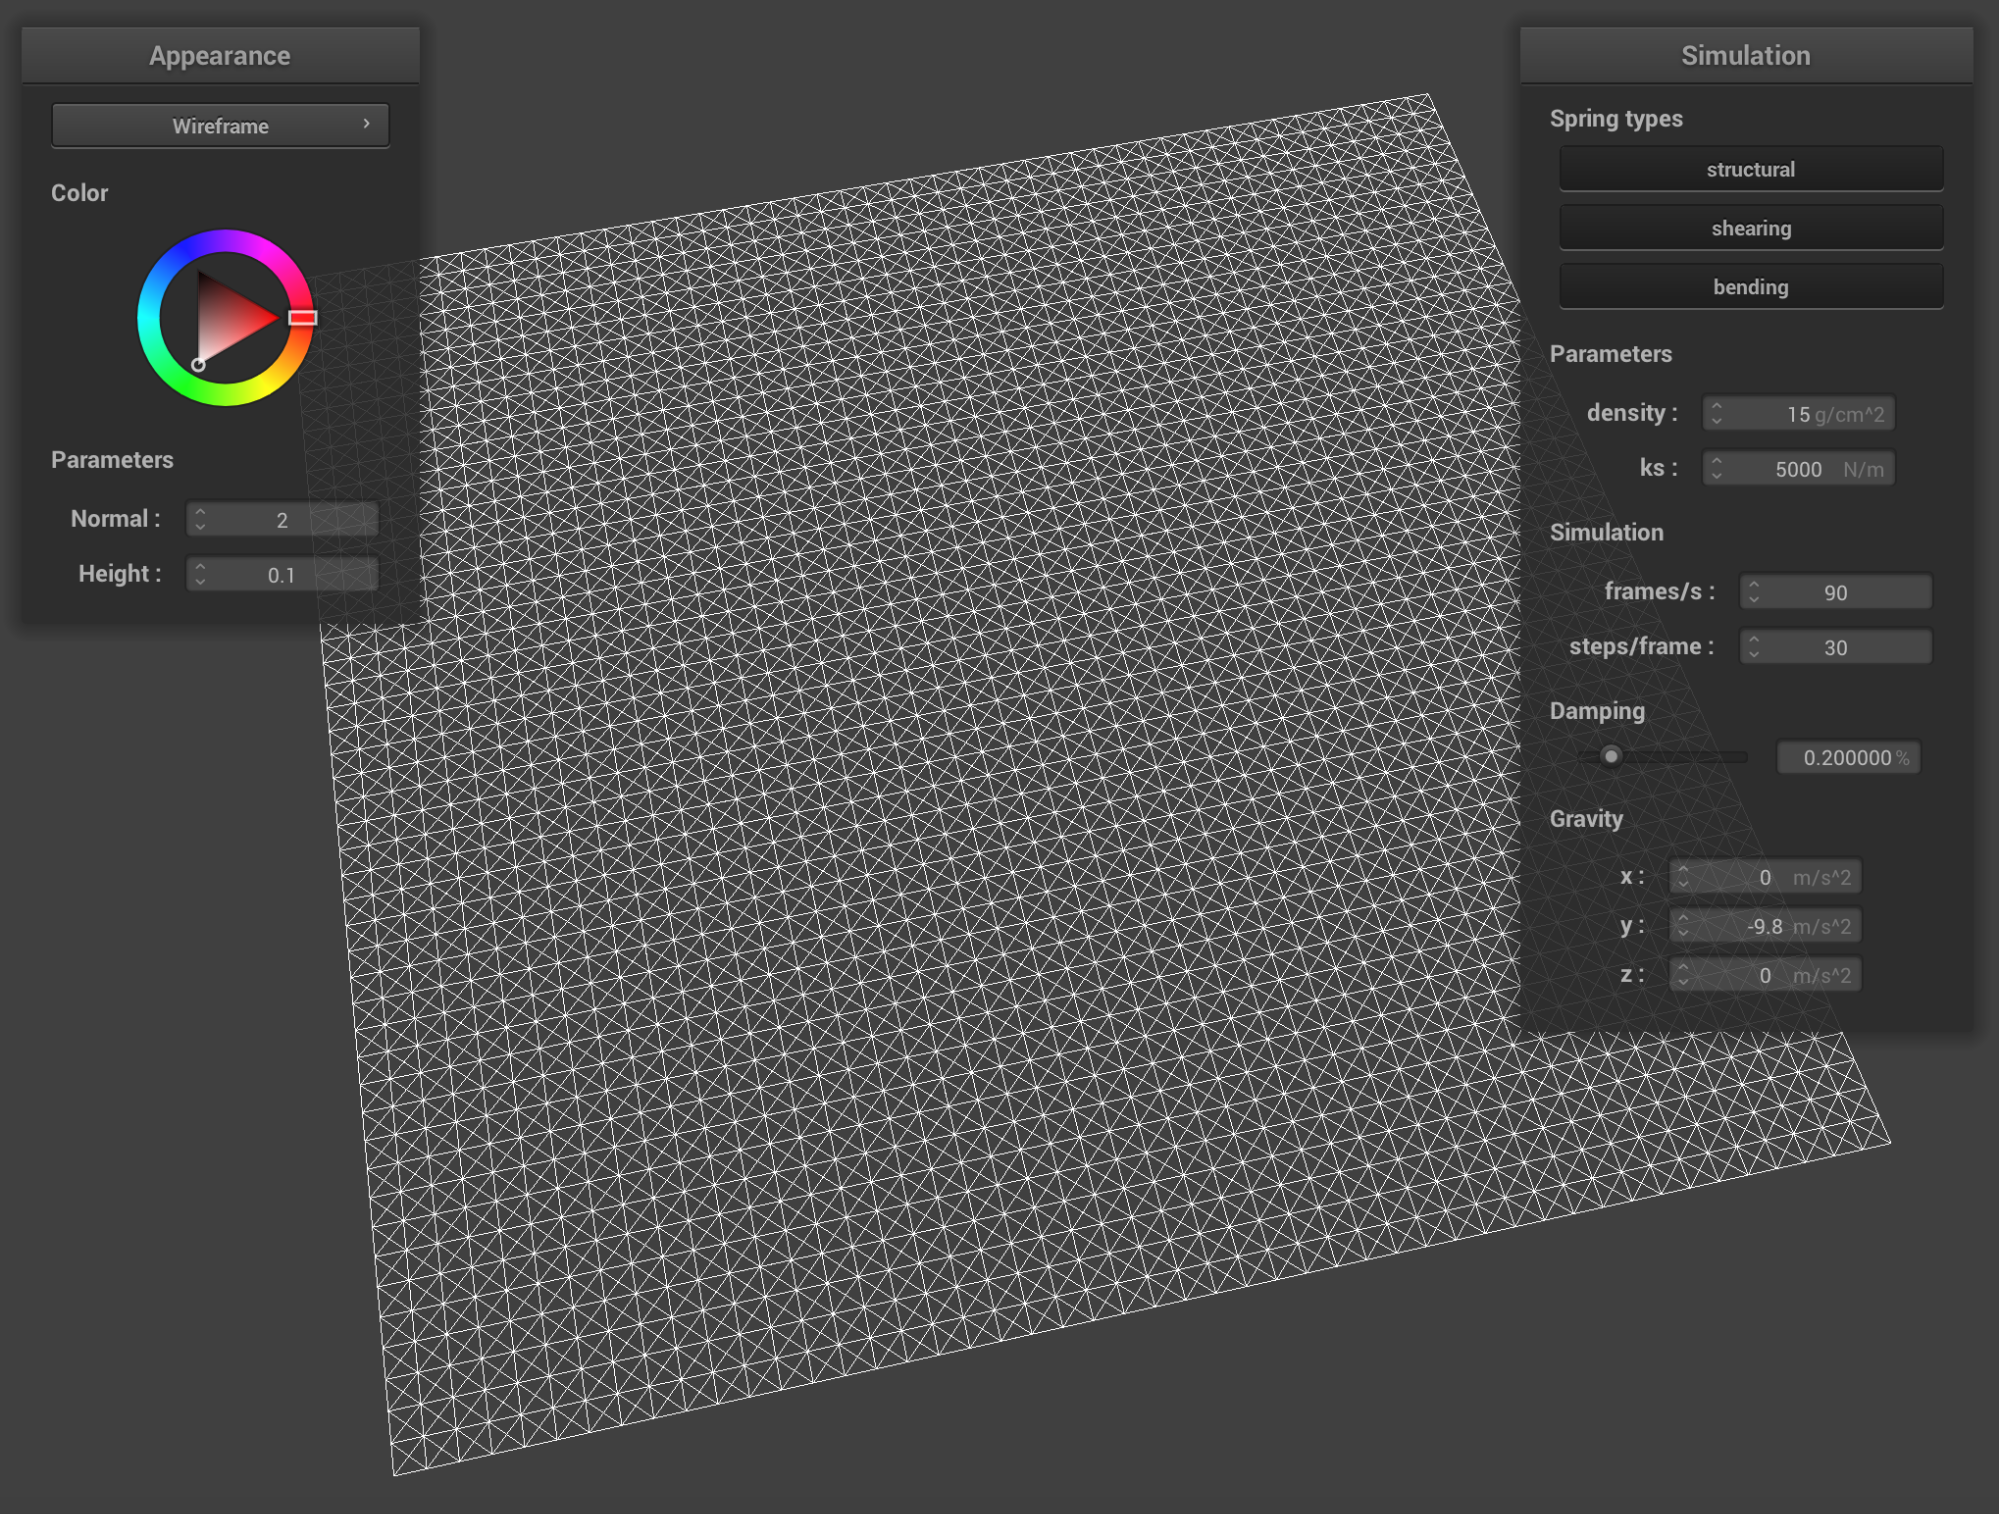 Appearance
Wireframe
Color
Parameters
Normal : 2
Height : 0.1
Simulation
Spring types
structural
shearing
bending
Parameters
density : 15 g/cm^2
ks : 5000 N/m
Simulation
frames/s : 90
steps/frame : 30
Damping
0.200000 %
Gravity
x : 0 m/s^2
y : -9.8 m/s^2
z : 0 m/s^2